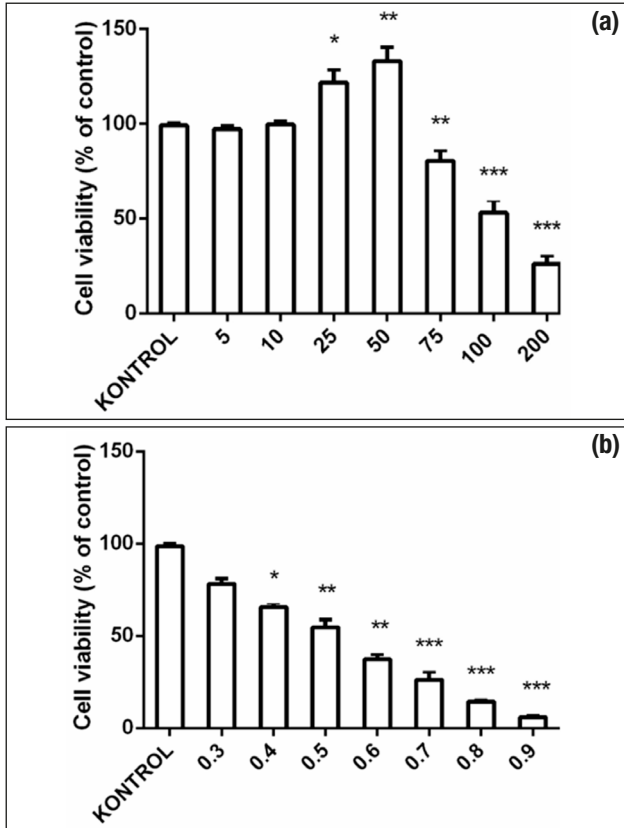 (a)
Cell viability (% of control)
150
100
50
0
* ** ** *** ***
KONTROL 5 10 25 50 75 100 200
(b)
Cell viability (% of control)
150
100
50
0
* ** ** *** *** ***
KONTROL 0.3 0.4 0.5 0.6 0.7 0.8 0.9